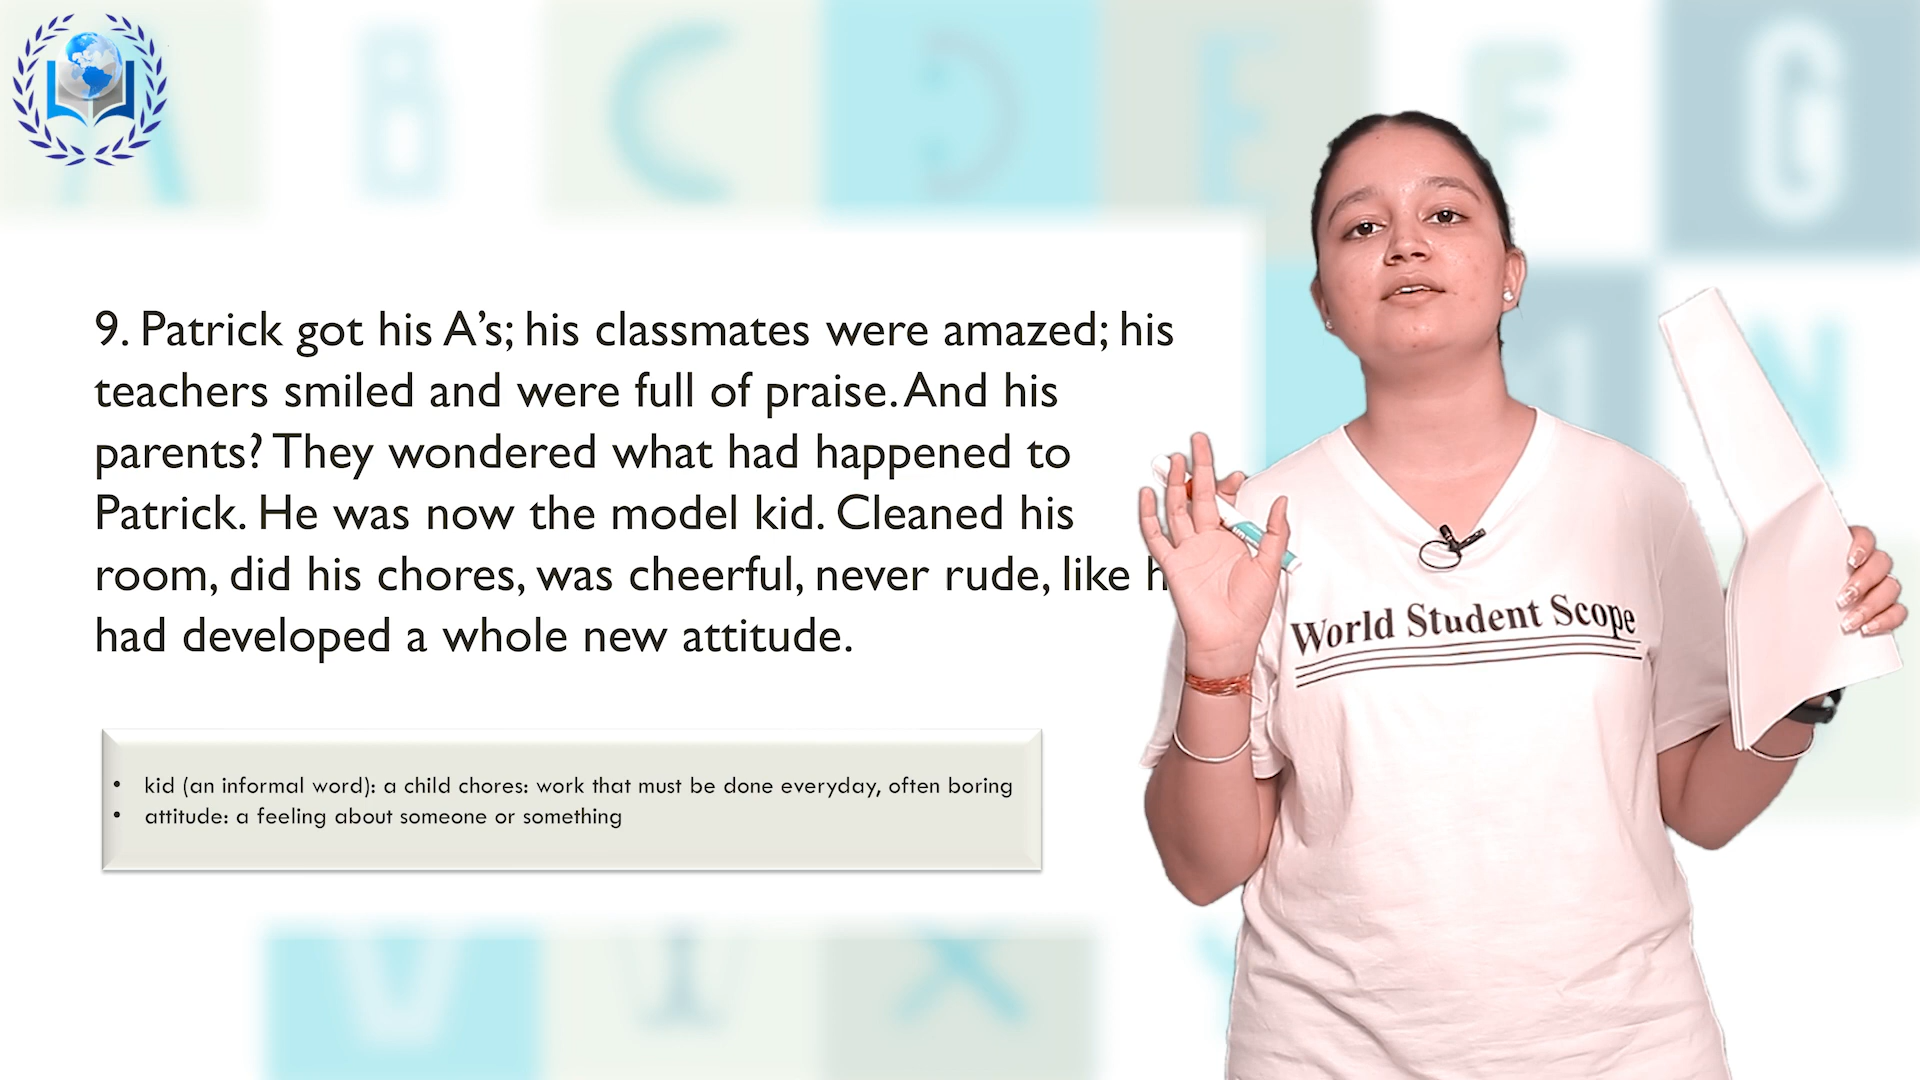 A B C D E F G
9. Patrick got his A’s; his classmates were amazed; his
teachers smiled and were full of praise. And his
parents? They wondered what had happened to
Patrick. He was now the model kid. Cleaned his
room, did his chores, was cheerful, never rude, like
had developed a whole new attitude.
N
World Student Scope
• kid (an informal word): a child chores: work that must be done everyday, often boring
• attitude: a feeling about someone or something
V X